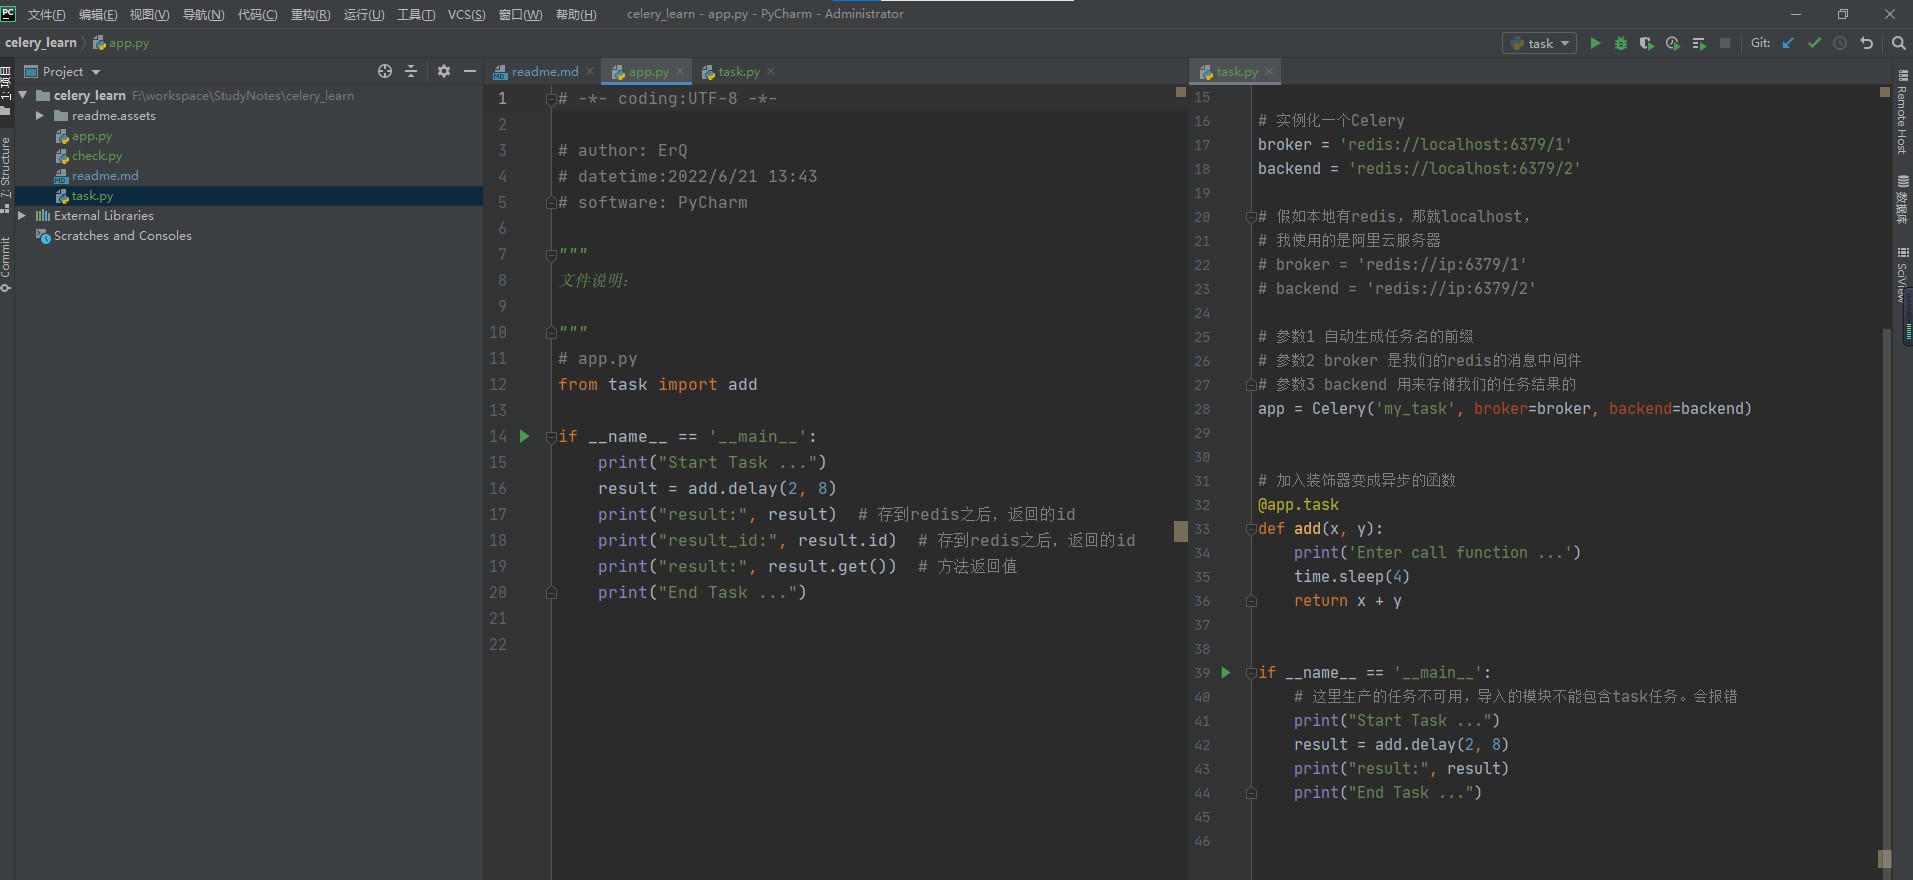 PC 文件(F) 编辑(E) 视图(V) 导航(N) 代码(C) 重构(R) 运行(U) 工具(T) VCS(S) 窗口(W) 帮助(H) celery_learn - app.py - PyCharm - Administrator
celery_learn app.py task Git:
Project
celery_learn F:\workspace\StudyNotes\celery_learn
readme.assets
app.py
check.py
readme.md
task.py
External Libraries
Scratches and Consoles
1: 项目
7: Structure
Commit
readme.md app.py task.py
1 # -*- coding:UTF-8 -*-
2
3 # author: ErQ
4 # datetime:2022/6/21 13:43
5 # software: PyCharm
6
7 """
8 文件说明:
9
10 """
11 # app.py
12 from task import add
13
14 if __name__ == '__main__':
15 print("Start Task ...")
16 result = add.delay(2, 8)
17 print("result:", result) # 存到redis之后，返回的id
18 print("result_id:", result.id) # 存到redis之后，返回的id
19 print("result:", result.get()) # 方法返回值
20 print("End Task ...")
21
22
task.py
15
16 # 实例化一个Celery
17 broker = 'redis://localhost:6379/1'
18 backend = 'redis://localhost:6379/2'
19
20 # 假如本地有redis，那就localhost，
21 # 我使用的是阿里云服务器
22 # broker = 'redis://ip:6379/1'
23 # backend = 'redis://ip:6379/2'
24
25 # 参数1 自动生成任务名的前缀
26 # 参数2 broker 是我们的redis的消息中间件
27 # 参数3 backend 用来存储我们的任务结果的
28 app = Celery('my_task', broker=broker, backend=backend)
29
30
31 # 加入装饰器变成异步的函数
32 @app.task
33 def add(x, y):
34 print('Enter call function ...')
35 time.sleep(4)
36 return x + y
37
38
39 if __name__ == '__main__':
40 # 这里生产的任务不可用，导入的模块不能包含task任务。会报错
41 print("Start Task ...")
42 result = add.delay(2, 8)
43 print("result:", result)
44 print("End Task ...")
45
46
Remote Host
数据库
SciView